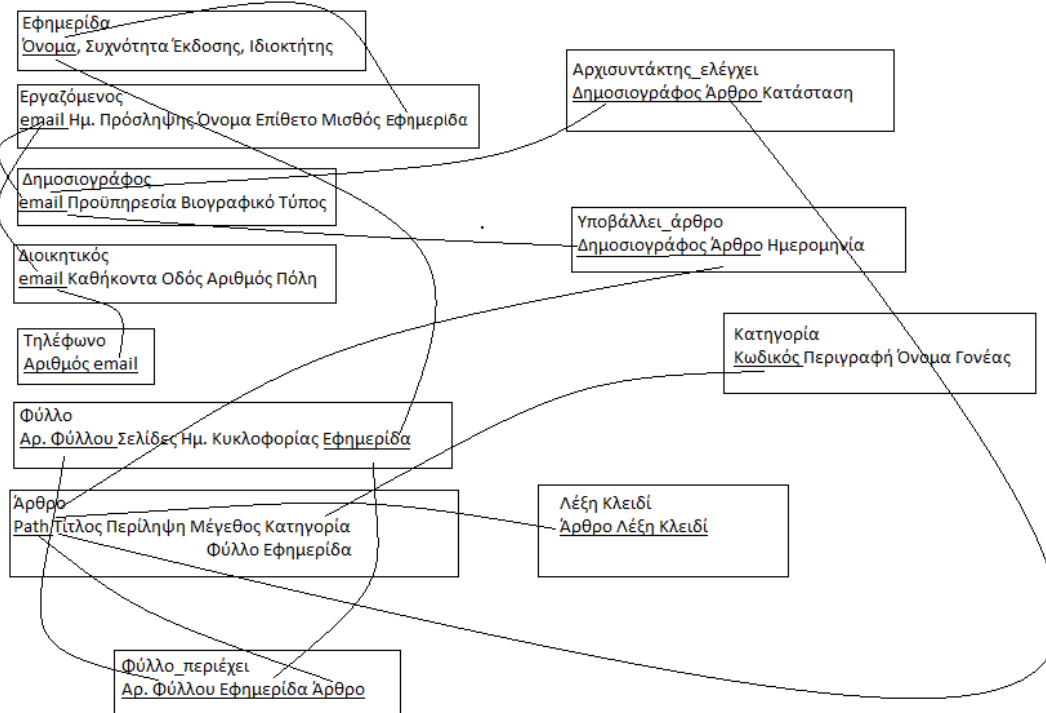 Εφημερίδα
Όνομα, Συχνότητα Έκδοσης, Ιδιοκτήτης
Εργαζόμενος
email Ημ. Πρόσληψης Όνομα Επίθετο Μισθός Εφημερίδα
Δημοσιογράφος
email Προϋπηρεσία Βιογραφικό Τύπος
Διοικητικός
email Καθήκοντα Οδός Αριθμός Πόλη
Τηλέφωνο
Αριθμός email
Φύλλο
Αρ. Φύλλου Σελίδες Ημ. Κυκλοφορίας Εφημερίδα
Άρθρο
Path Τίτλος Περίληψη Μέγεθος Κατηγορία
Φύλλο Εφημερίδα
Φύλλο_περιέχει
Αρ. Φύλλου Εφημερίδα Άρθρο
Αρχισυντάκτης_ελέγχει
Δημοσιογράφος Άρθρο Κατάσταση
Υποβάλλει_άρθρο
Δημοσιογράφος Άρθρο Ημερομηνία
Κατηγορία
Κωδικός Περιγραφή Όνομα Γονέας
Λέξη Κλειδί
Άρθρο Λέξη Κλειδί